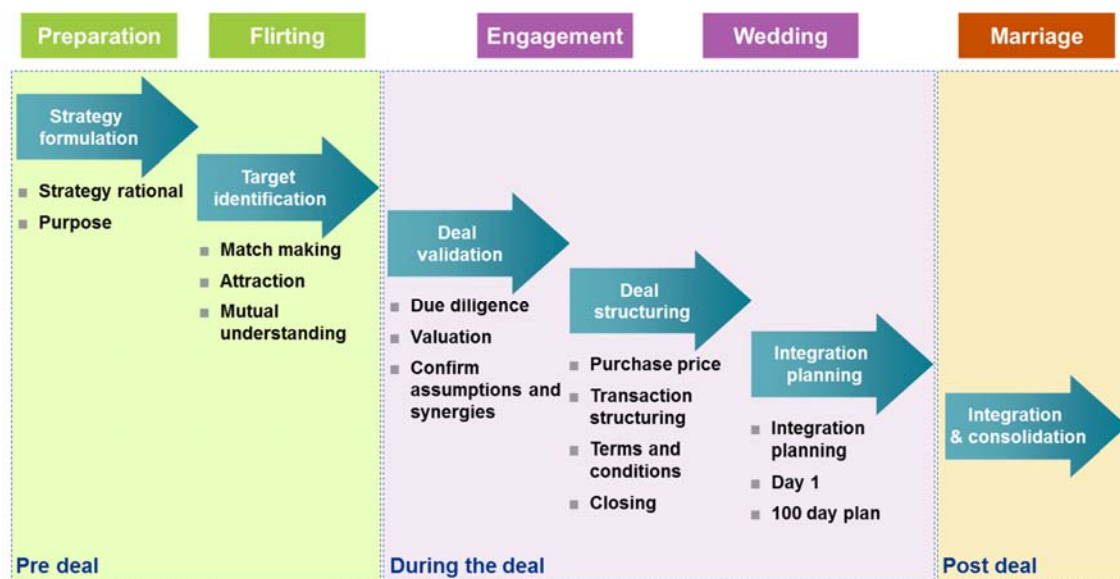 Preparation
Flirting
Engagement
Wedding
Marriage
Strategy
formulation
Strategy rational
Purpose
Target
identification
Match making
Attraction
Mutual
understanding
Deal
validation
Due diligence
Valuation
Confirm
assumptions and
synergies
Deal
structuring
Purchase price
Transaction
structuring
Terms and
conditions
Closing
Integration
planning
Integration
planning
Day 1
100 day plan
Integration
& consolidation
Pre deal
During the deal
Post deal